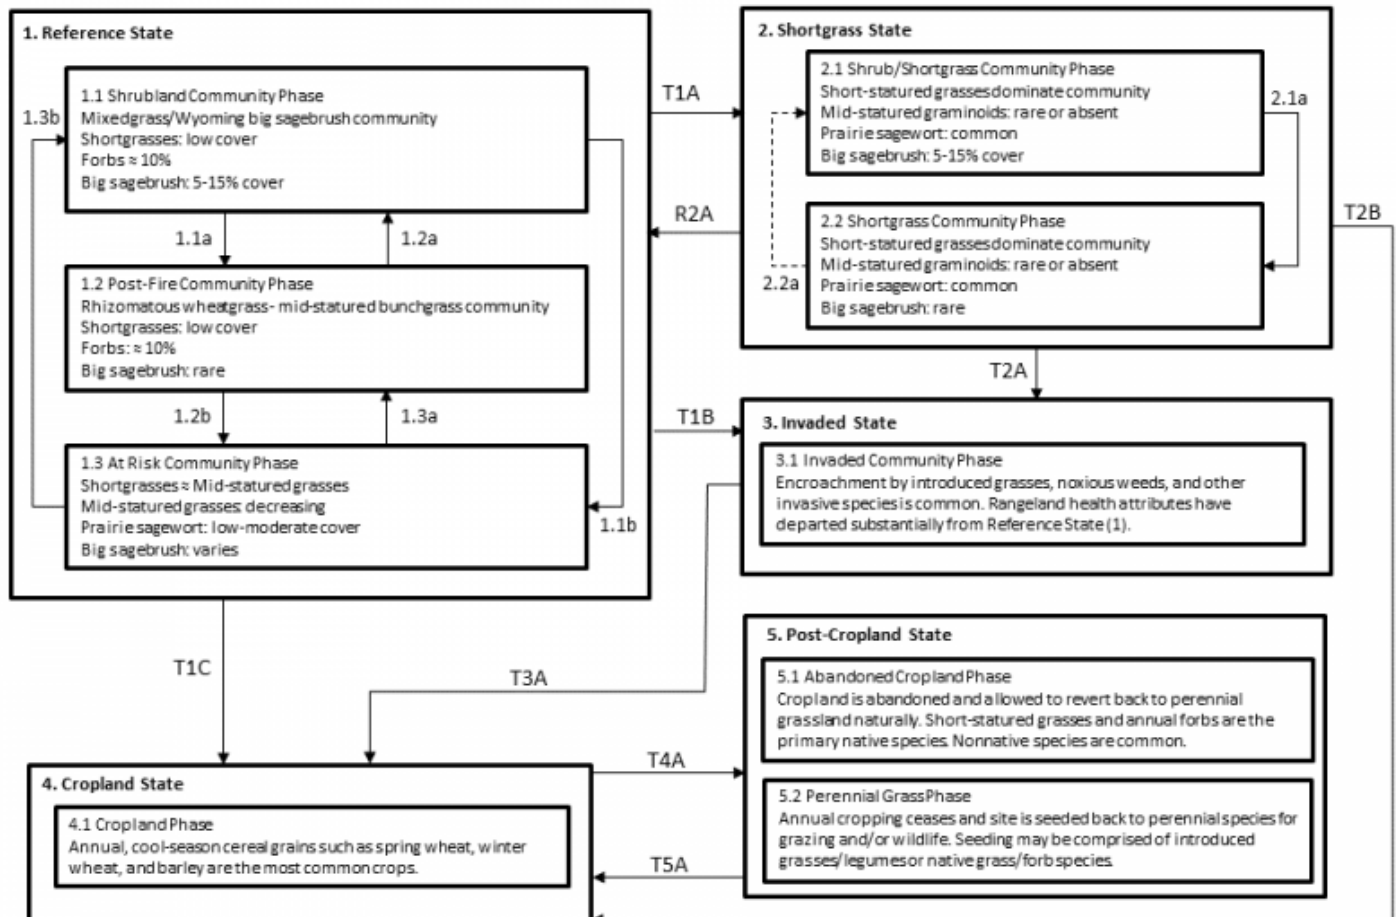 1. Reference State
1.1 Shrubland Community Phase
Mixedgrass/Wyoming big sagebrush community
Shortgrasses: low cover
Forbs ≈ 10%
Big sagebrush: 5-15% cover
1.3b
1.1a
1.2a
1.2 Post-Fire Community Phase
Rhizomatous wheatgrass- mid-statured bunchgrass community
Shortgrasses: low cover
Forbs: ≈ 10%
Big sagebrush: rare
1.2b
1.3a
1.3 At Risk Community Phase
Shortgrasses ≈ Mid-statured grasses
Mid-statured grasses: decreasing
Prairie sagewort: low-moderate cover
Big sagebrush: varies
1.1b
T1A
R2A
T1B
2. Shortgrass State
2.1 Shrub/Shortgrass Community Phase
Short-statured grasses dominate community
Mid-statured graminoids: rare or absent
Prairie sagewort: common
Big sagebrush: 5-15% cover
2.1a
2.2 Shortgrass Community Phase
Short-statured grasses dominate community
Mid-statured graminoids: rare or absent
Prairie sagewort: common
Big sagebrush: rare
2.2a
T2B
T2A
3. Invaded State
3.1 Invaded Community Phase
Encroachment by introduced grasses, noxious weeds, and other
invasive species is common. Rangeland health attributes have
departed substantially from Reference State (1).
T1C
T3A
4. Cropland State
4.1 Cropland Phase
Annual, cool-season cereal grains such as spring wheat, winter
wheat, and barley are the most common crops.
T4A
T5A
5. Post-Cropland State
5.1 Abandoned Cropland Phase
Cropland is abandoned and allowed to revert back to perennial
grassland naturally. Short-statured grasses and annual forbs are the
primary native species. Nonnative species are common.
5.2 Perennial Grass Phase
Annual cropping ceases and site is seeded back to perennial species for
grazing and/or wildlife. Seeding may be comprised of introduced
grasses/legumes or native grass/forb species.